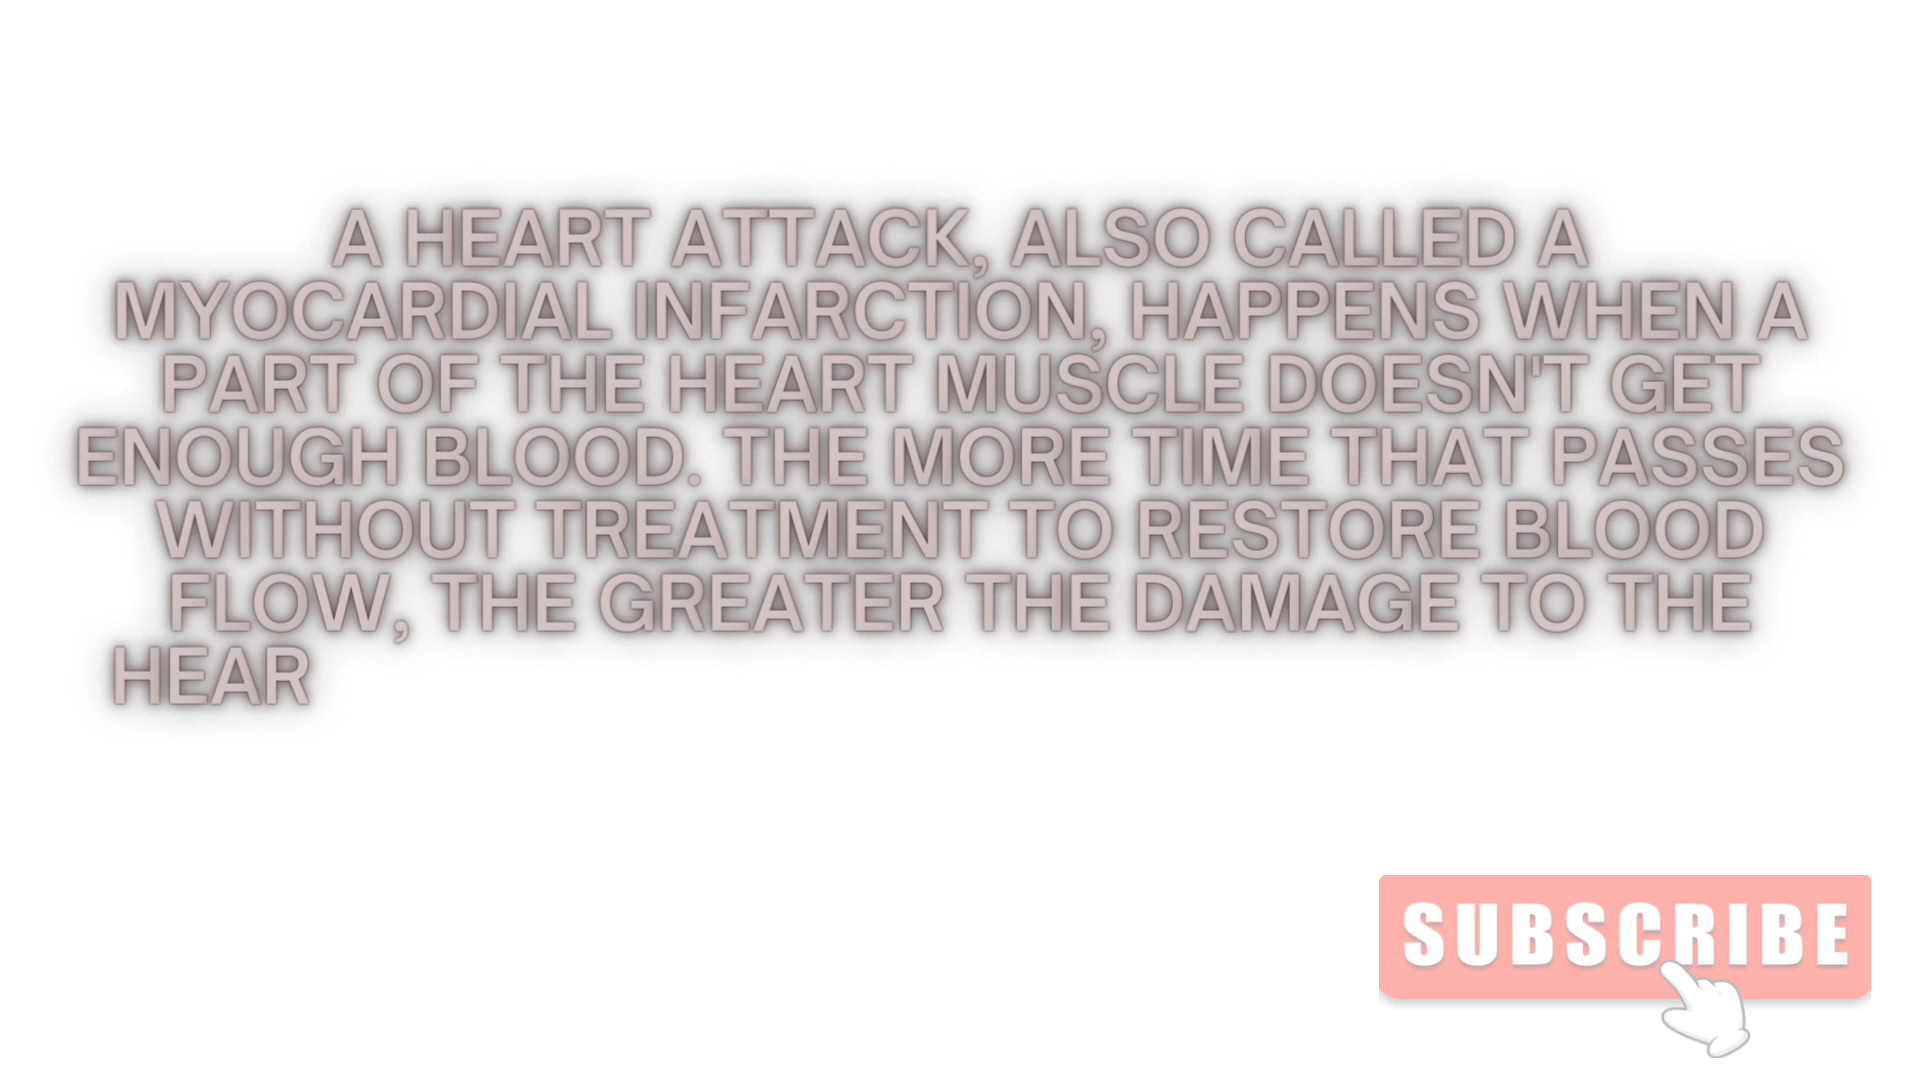 A HEART ATTACK, ALSO CALLED A
MYOCARDIAL INFARCTION, HAPPENS WHEN A
PART OF THE HEART MUSCLE DOESN'T GET
ENOUGH BLOOD. THE MORE TIME THAT PASSES
WITHOUT TREATMENT TO RESTORE BLOOD
FLOW, THE GREATER THE DAMAGE TO THE
HEAR
SUBSCRIBE